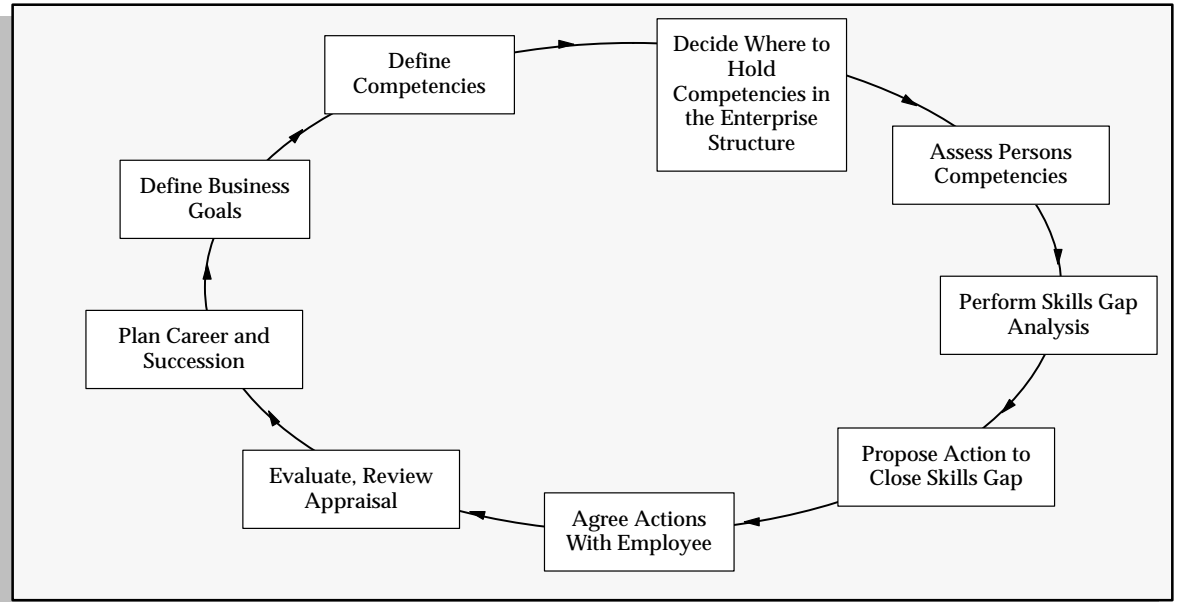 Define
Competencies
Decide Where to
Hold
Competencies in
the Enterprise
Structure
Assess Persons
Competencies
Perform Skills Gap
Analysis
Propose Action to
Close Skills Gap
Agree Actions
With Employee
Evaluate, Review
Appraisal
Plan Career and
Succession
Define Business
Goals